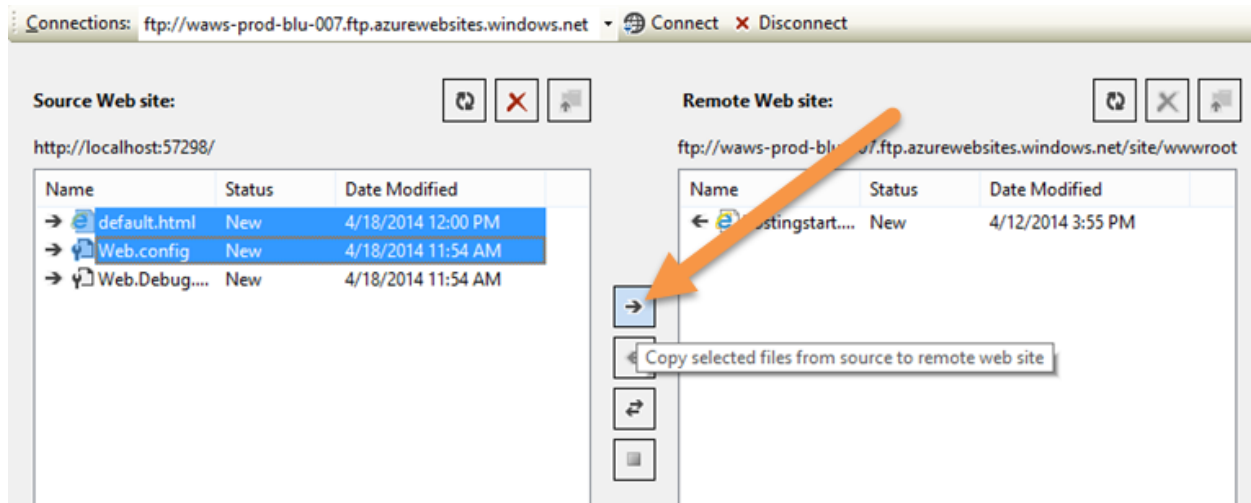 Connections: ftp://waws-prod-blu-007.ftp.azurewebsites.windows.net Connect Disconnect
Source Web site:
http://localhost:57298/
Name Status Date Modified
default.html New 4/18/2014 12:00 PM
Web.config New 4/18/2014 11:54 AM
Web.Debug.... New 4/18/2014 11:54 AM
Copy selected files from source to remote web site
Remote Web site:
ftp://waws-prod-blu 07.ftp.azurewebsites.windows.net/site/wwwroot
Name Status Date Modified
ostingstart.... New 4/12/2014 3:55 PM